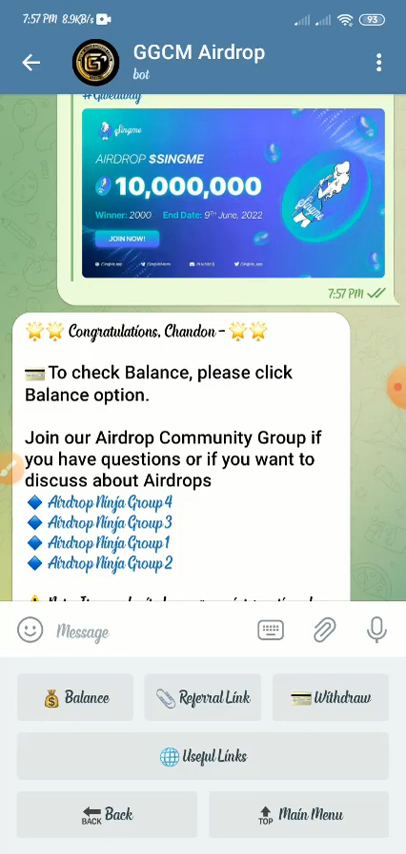 7:57 PM 8.9KB/s 93
GGCM Airdrop
bot
#Giveaway
Singme
AIRDROP $SINGME
10,000,000
Winner: 2000 End Date: 9Th June, 2022
JOIN NOW!
7:57 PM
Congratulations, Chandon -
To check Balance, please click
Balance option.
Join our Airdrop Community Group if
you have questions or if you want to
discuss about Airdrops
Airdrop Ninja Group 4
Airdrop Ninja Group 3
Airdrop Ninja Group 1
Airdrop Ninja Group 2
Message
Balance
Referral Link
Withdraw
Useful Links
BACK Back
TOP Main Menu